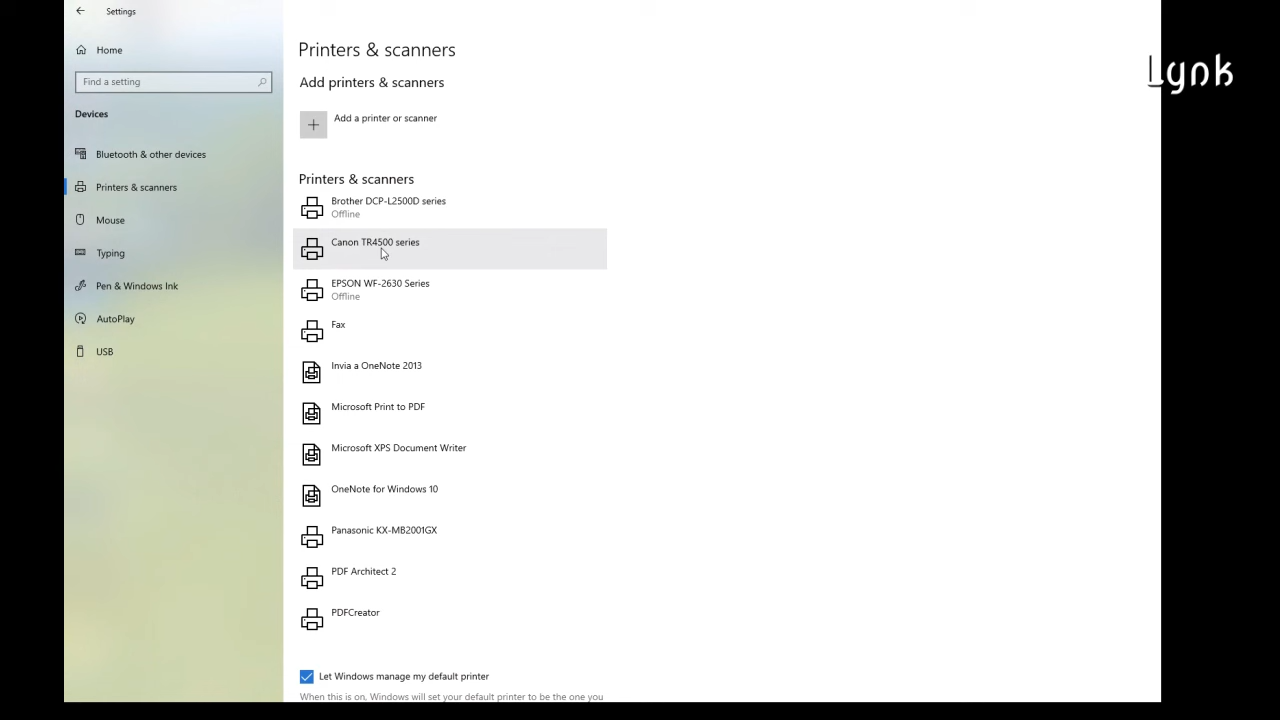 Settings
Home
Find a setting
Devices
Bluetooth & other devices
Printers & scanners
Mouse
Typing
Pen & Windows Ink
AutoPlay
USB
Printers & scanners
Add printers & scanners
Add a printer or scanner
Printers & scanners
Brother DCP-L2500D series
Offline
Canon TR4500 series
EPSON WF-2630 Series
Offline
Fax
Invia a OneNote 2013
Microsoft Print to PDF
Microsoft XPS Document Writer
OneNote for Windows 10
Panasonic KX-MB2001GX
PDF Architect 2
PDFCreator
Let Windows manage my default printer
When this is on, Windows will set your default printer to be the one you
Lynk